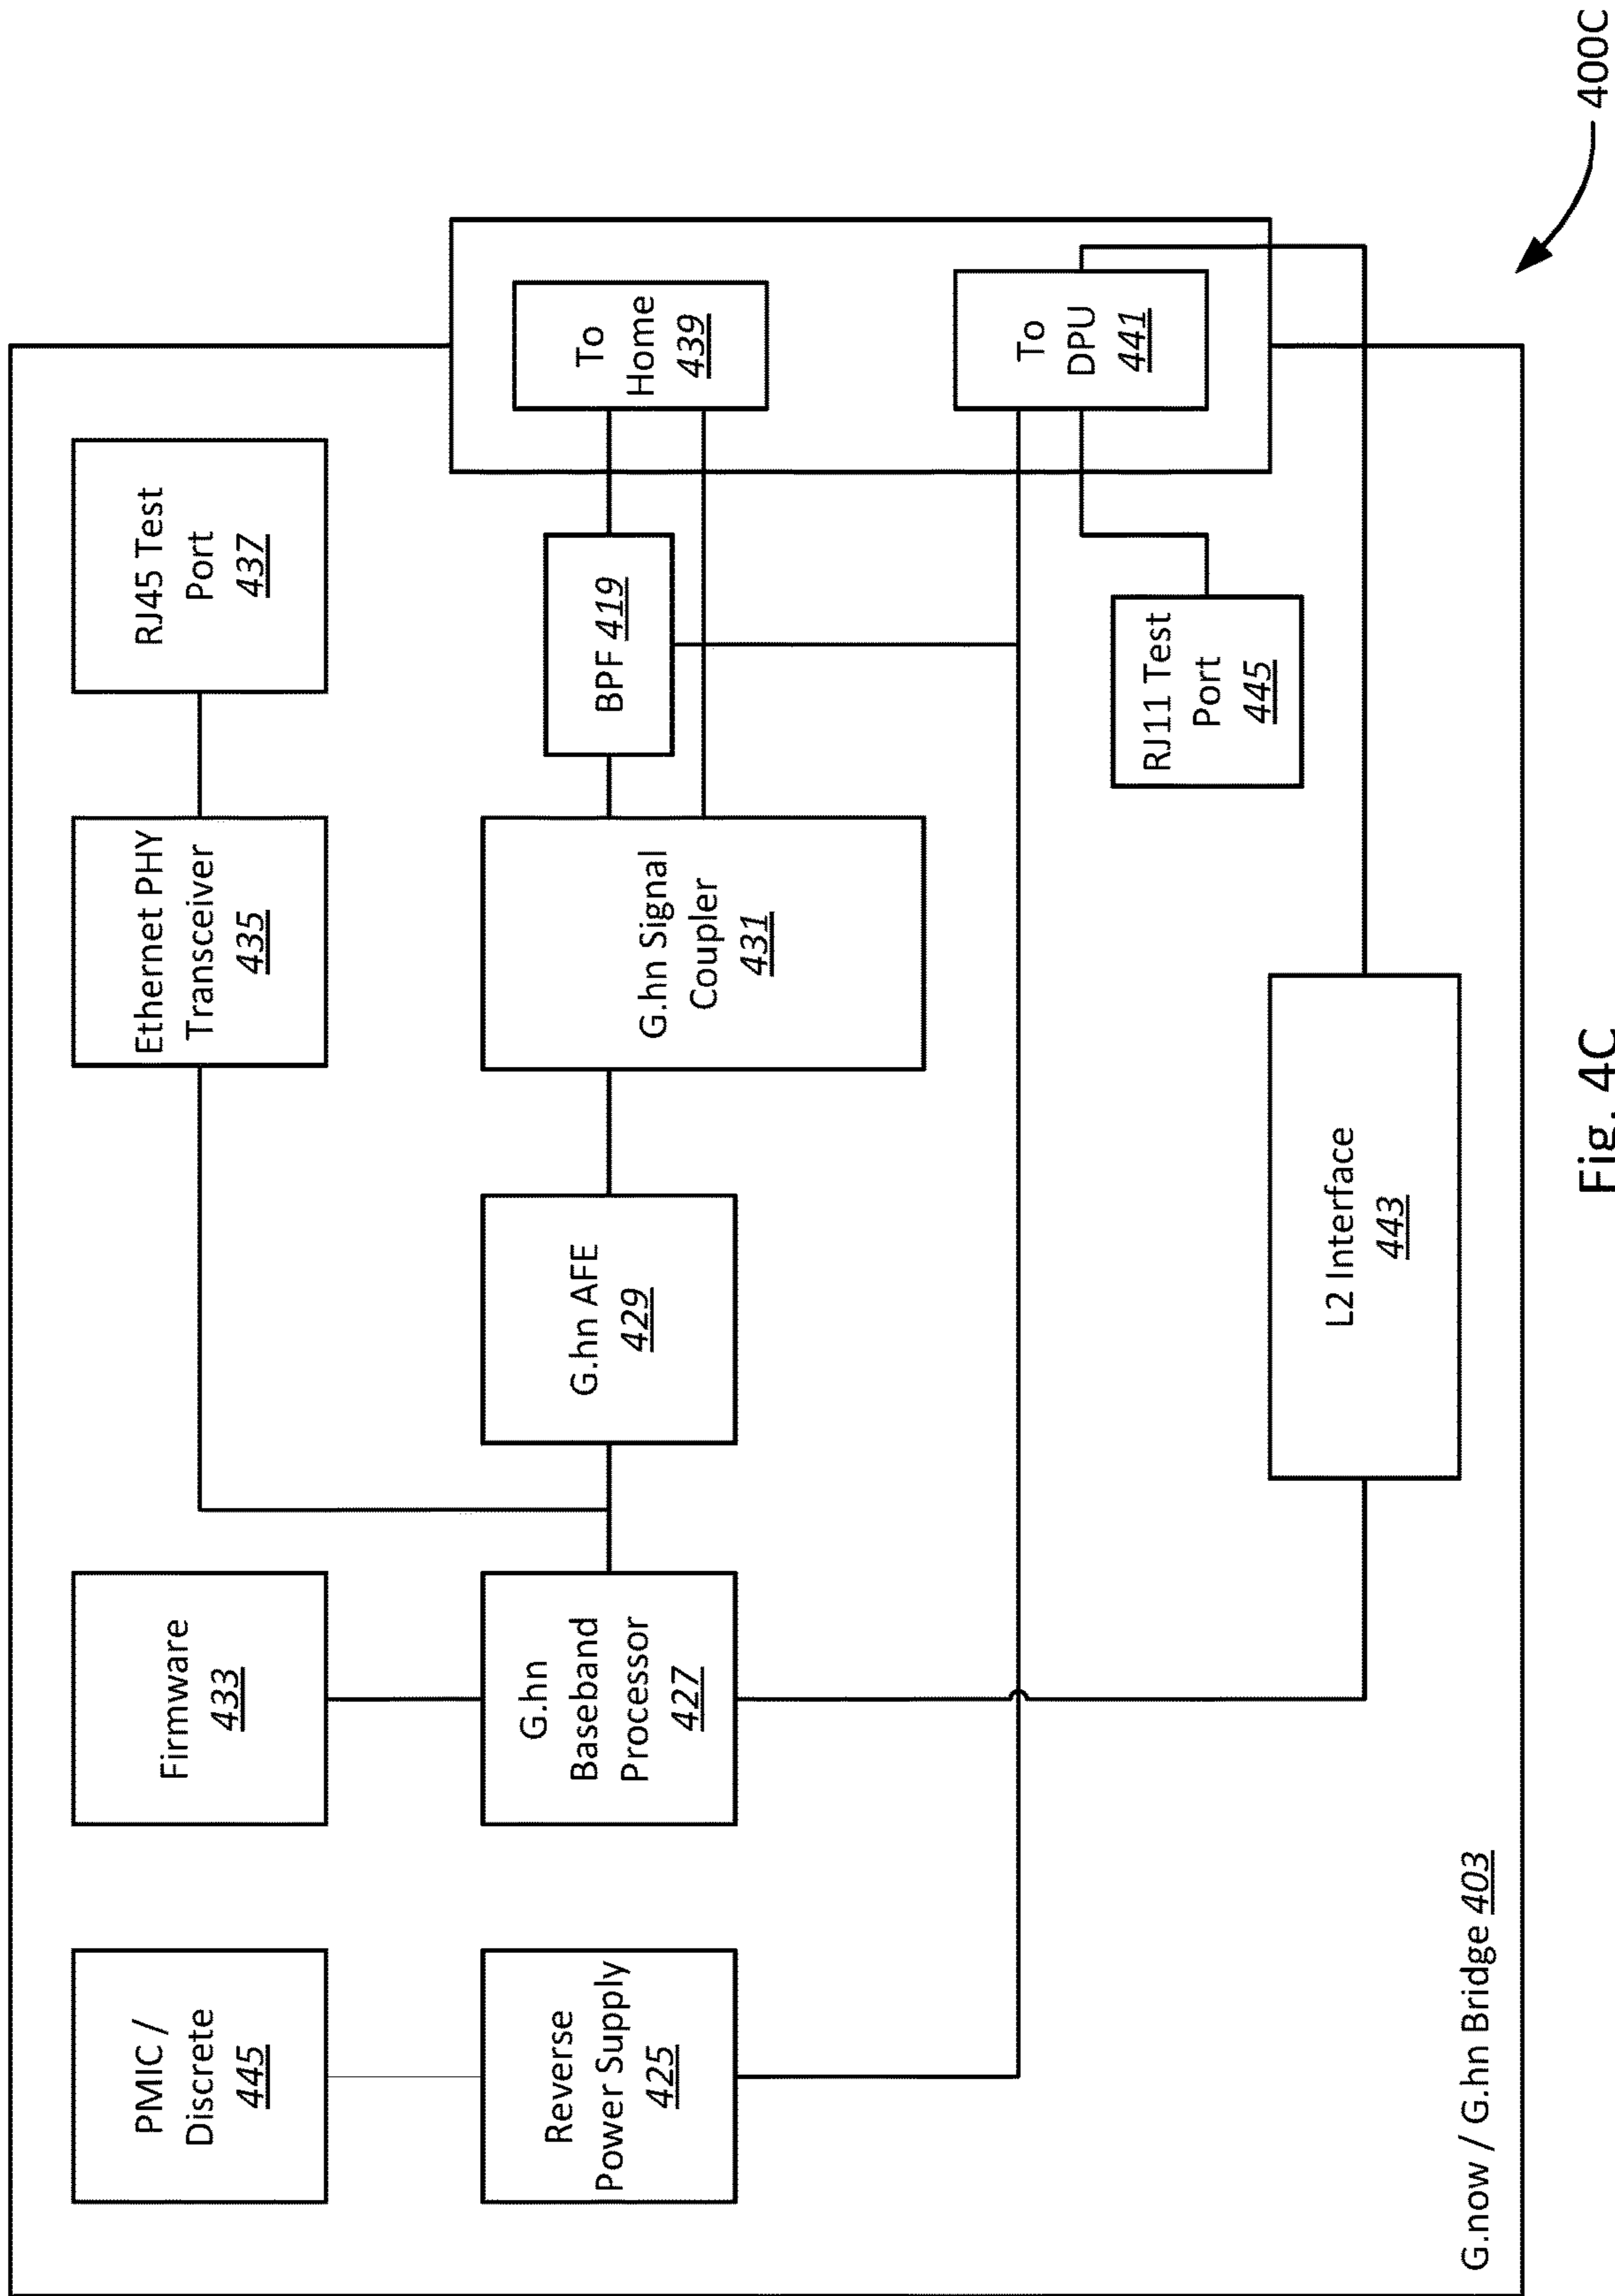 PMIC /
Discrete
445
Firmware
433
Ethernet PHY
Transceiver
435
RJ45 Test
Port
437
Reverse
Power Supply
425
G.hn
Baseband
Processor
427
G.hn AFE
429
G.hn Signal
Coupler
431
BPF 419
To
Home
439
To
DPU
441
RJ11 Test
Port
445
L2 Interface
443
G.now / G.hn Bridge 403
400C
Fig. 4C